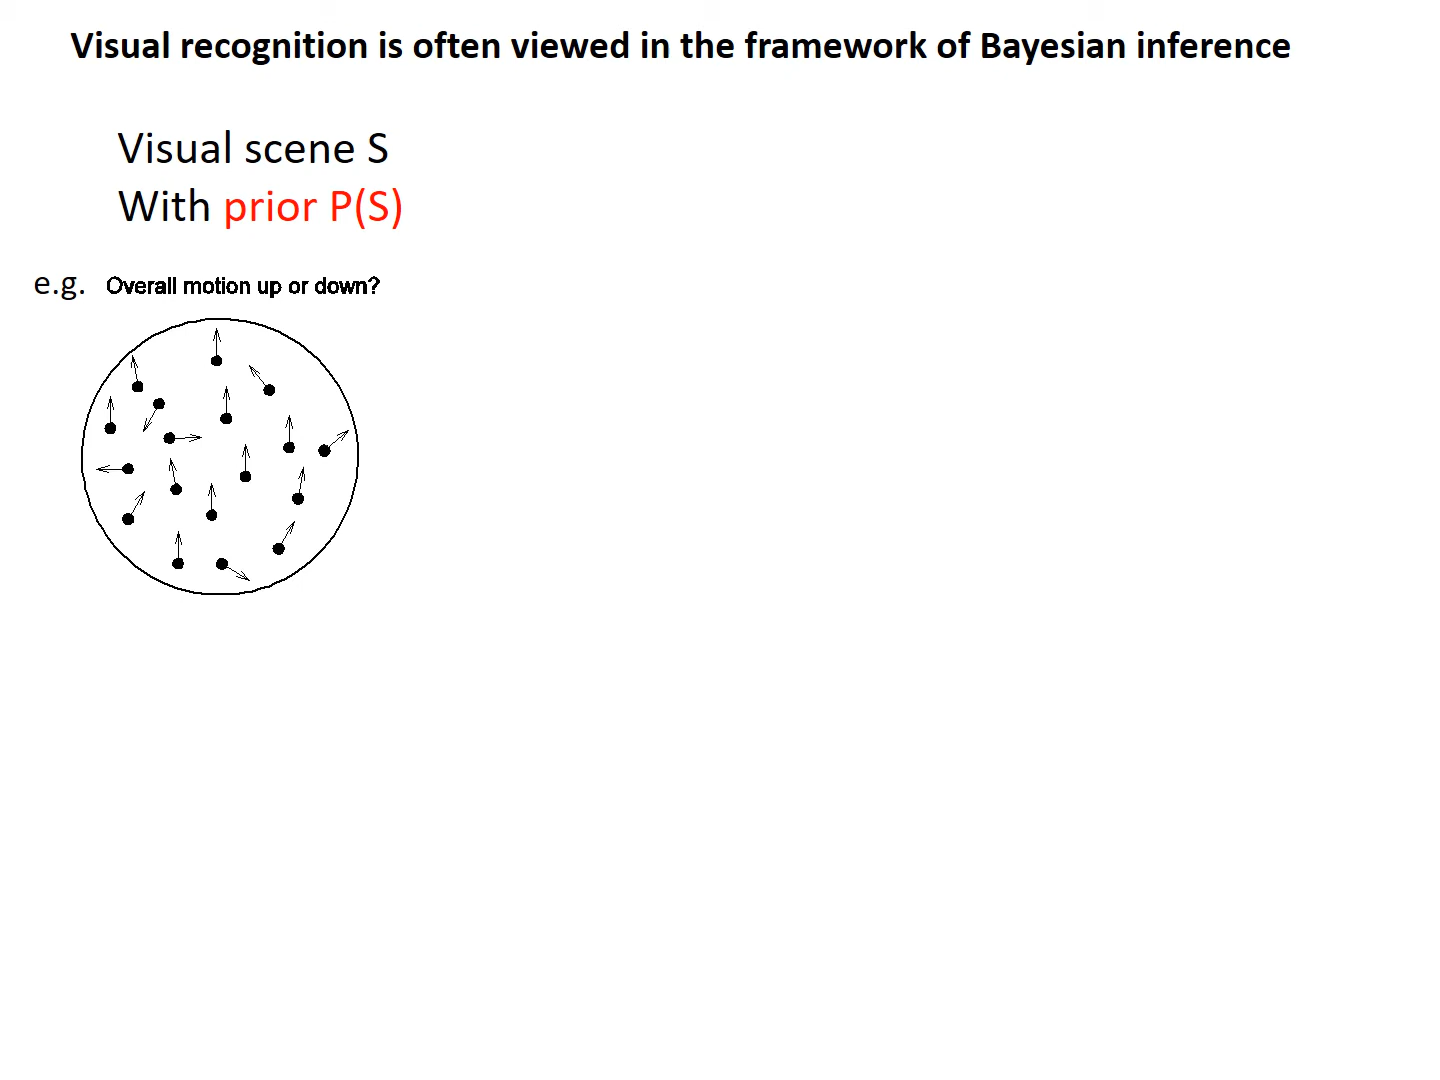 Visual recognition is often viewed in the framework of Bayesian inference
Visual scene S
With prior P(S)
e.g. Overall motion up or down?